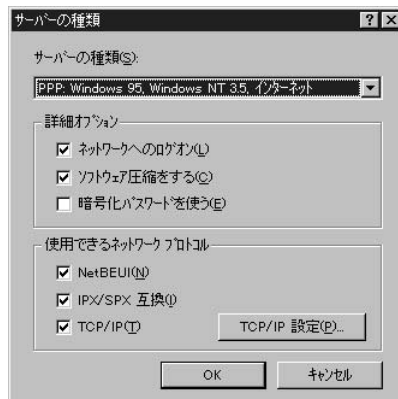 サーバーの種類
サーバーの種類(S):
PPP: Windows 95, Windows NT 3.5, インターネット
詳細オプション
ネットワークへのログオン(L)
ソフトウェア圧縮をする(C)
暗号化パスワードを使う(E)
使用できるネットワーク プロトコル
NetBEUI(N)
IPX/SPX 互換(I)
TCP/IP(T)
TCP/IP 設定(P)...
OK
キャンセル